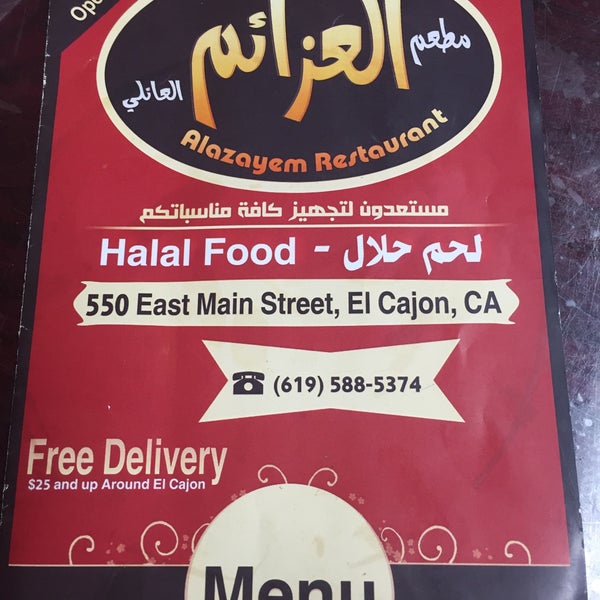 مطعم
العزائم
العائلي
Alazayem Restaurant
مستعدون لتجهيز كافة مناسباتكم
Halal Food - لحم حلال
550 East Main Street, El Cajon, CA
☎ (619) 588-5374
Free Delivery
$25 and up Around El Cajon
Menu